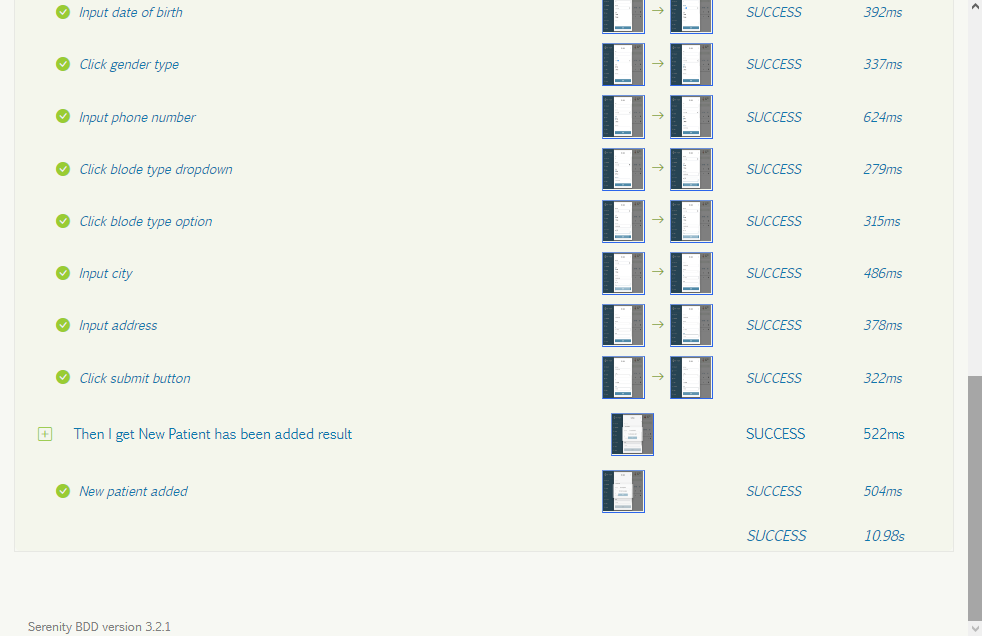 Input date of birth SUCCESS 392ms
Click gender type SUCCESS 337ms
Input phone number SUCCESS 624ms
Click blode type dropdown SUCCESS 279ms
Click blode type option SUCCESS 315ms
Input city SUCCESS 486ms
Input address SUCCESS 378ms
Click submit button SUCCESS 322ms
Then I get New Patient has been added result SUCCESS 522ms
New patient added SUCCESS 504ms
SUCCESS 10.98s
Serenity BDD version 3.2.1